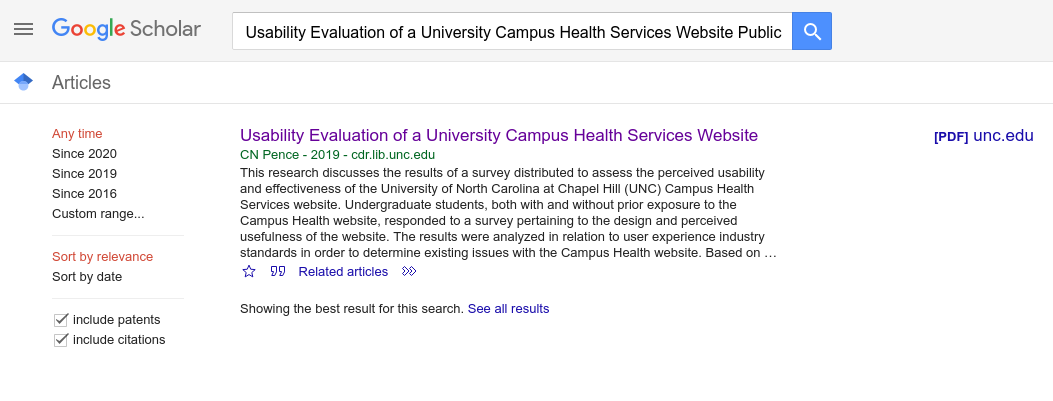 Google Scholar
Usability Evaluation of a University Campus Health Services Website Public
Articles
Any time
Since 2020
Since 2019
Since 2016
Custom range...
Sort by relevance
Sort by date
include patents
include citations
Usability Evaluation of a University Campus Health Services Website
CN Pence - 2019 - cdr.lib.unc.edu
This research discusses the results of a survey distributed to assess the perceived usability
and effectiveness of the University of North Carolina at Chapel Hill (UNC) Campus Health
Services website. Undergraduate students, both with and without prior exposure to the
Campus Health website, responded to a survey pertaining to the design and perceived
usefulness of the website. The results were analyzed in relation to user experience industry
standards in order to determine existing issues with the Campus Health website. Based on …
Related articles
Showing the best result for this search. See all results
[PDF] unc.edu